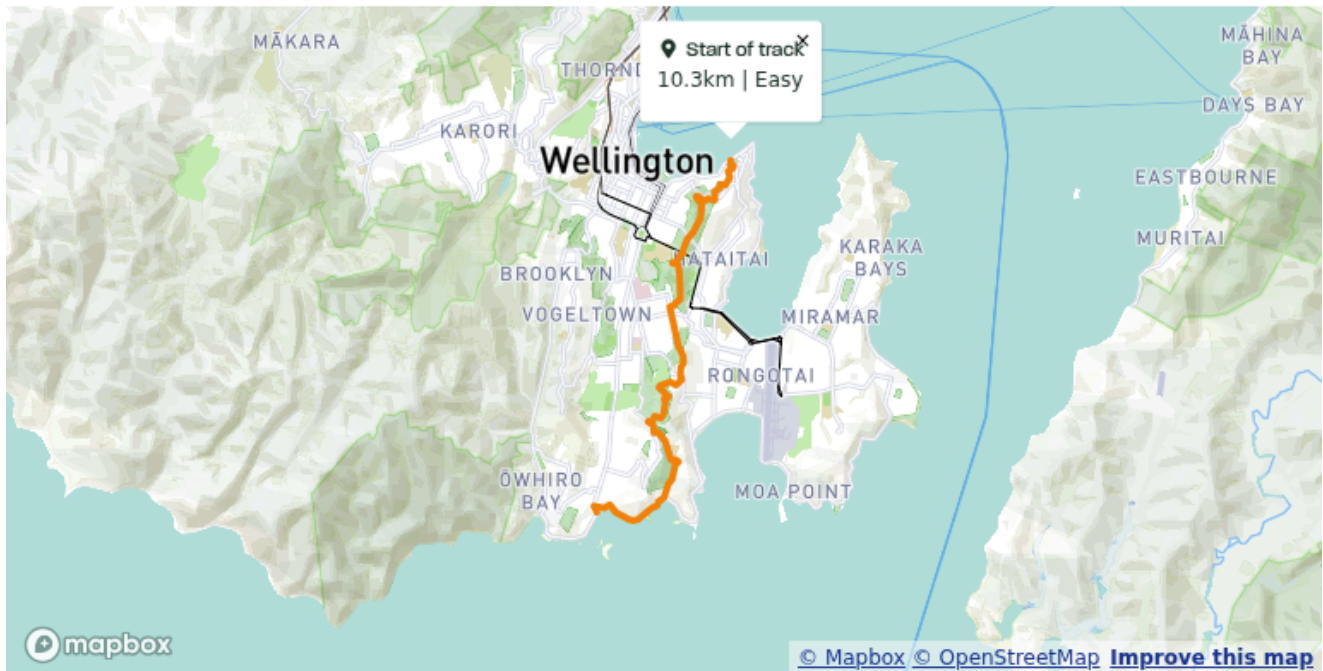 MĀKARA
THORND
Start of track
×
10.3km | Easy
MĀHINA
BAY
DAYS BAY
KARORI
Wellington
EASTBOURNE
MURITAI
HATAITAI
KARAKA
BAYS
BROOKLYN
VOGELTOWN
MIRAMAR
RONGOTAI
ŌWHIRO
BAY
MOA POINT
mapbox
© Mapbox © OpenStreetMap Improve this map